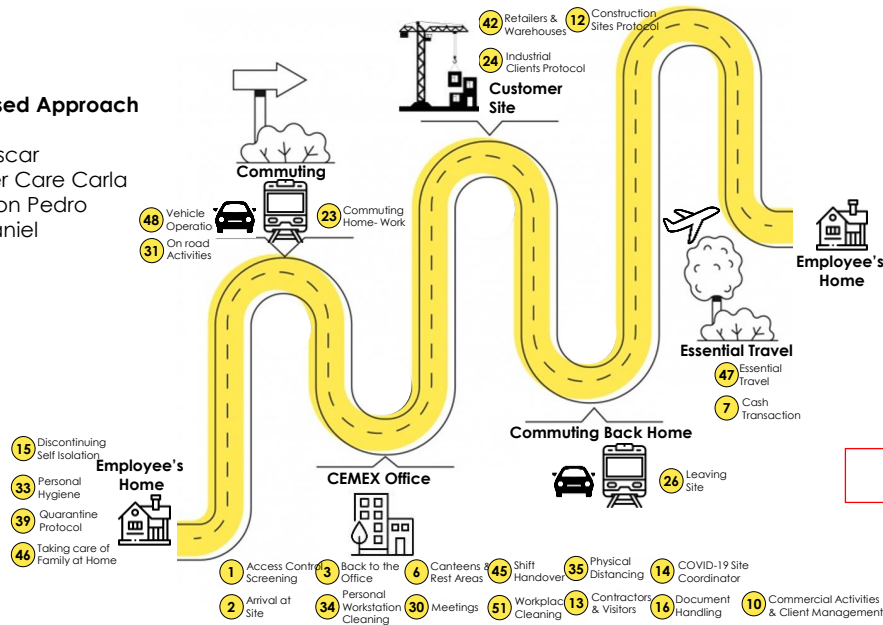 sed Approach
scar
r Care Carla
on Pedro
aniel
42 Retailers &
Warehouses
12 Construction
Sites Protocol
24 Industrial
Clients Protocol
Customer
Site
Commuting
48 Vehicle
Operatio
23 Commuting
Home- Work
31 On road
Activities
Employee's
Home
Essential Travel
47 Essential
Travel
7 Cash
Transaction
Commuting Back Home
26 Leaving
Site
15 Discontinuing
Self Isolation
Employee's
Home
33 Personal
Hygiene
39 Quarantine
Protocol
46 Taking care of
Family at Home
CEMEX Office
1 Access Control
Screening
3 Back to the
Office
6 Canteens &
Rest Areas
45 Shift
Handover
35 Physical
Distancing
14 COVID-19 Site
Coordinator
2 Arrival at
Site
34 Personal
Workstation
Cleaning
30 Meetings
51 Workplac
Cleaning
13 Contractors
& Visitors
16 Document
Handling
10 Commercial Activities
& Client Management